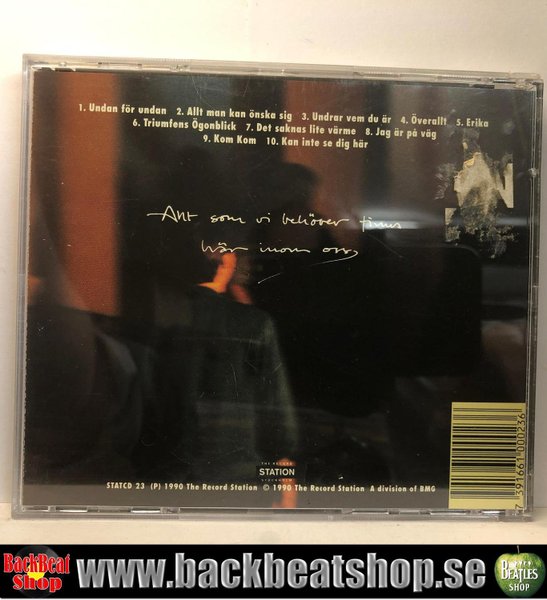 1. Undan för undan 2. Allt man kan önska sig 3. Undrar vem du är 4. Överallt 5. Erika
6. Triumfens Ögonblick 7. Det saknas lite värme 8. Jag är på väg
9. Kom Kom 10. Kan inte se dig här
Allt som vi behöver finns
här inom oss
THE RECORD
STATION
STOCKHOLM
STATCD 23 (P) 1990 The Record Station © 1990 The Record Station A division of BMG
7 391661 000236
BackBeat
Shop
www.backbeatshop.se
BEATLES
SHOP